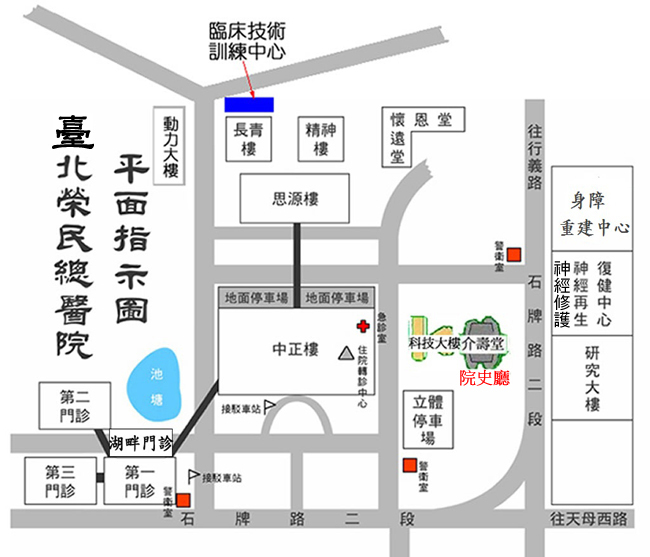 臨床技術
訓練中心
臺北榮民總醫院
平面指示圖
動力大樓
長青樓
精神樓
懷恩堂
懷遠堂
往行義路
思源樓
身障
重建中心
警衛室
石牌路二段
神經修護
神經再生
復健中心
地面停車場
地面停車場
急診室
中正樓
住院轉診中心
科技大樓
介壽堂
院史廳
研究大樓
池塘
第二
門診
接駁車站
立體
停車
場
湖畔門診
第三
門診
第一
門診
接駁車站
警衛室
警衛室
石牌路二段
往天母西路